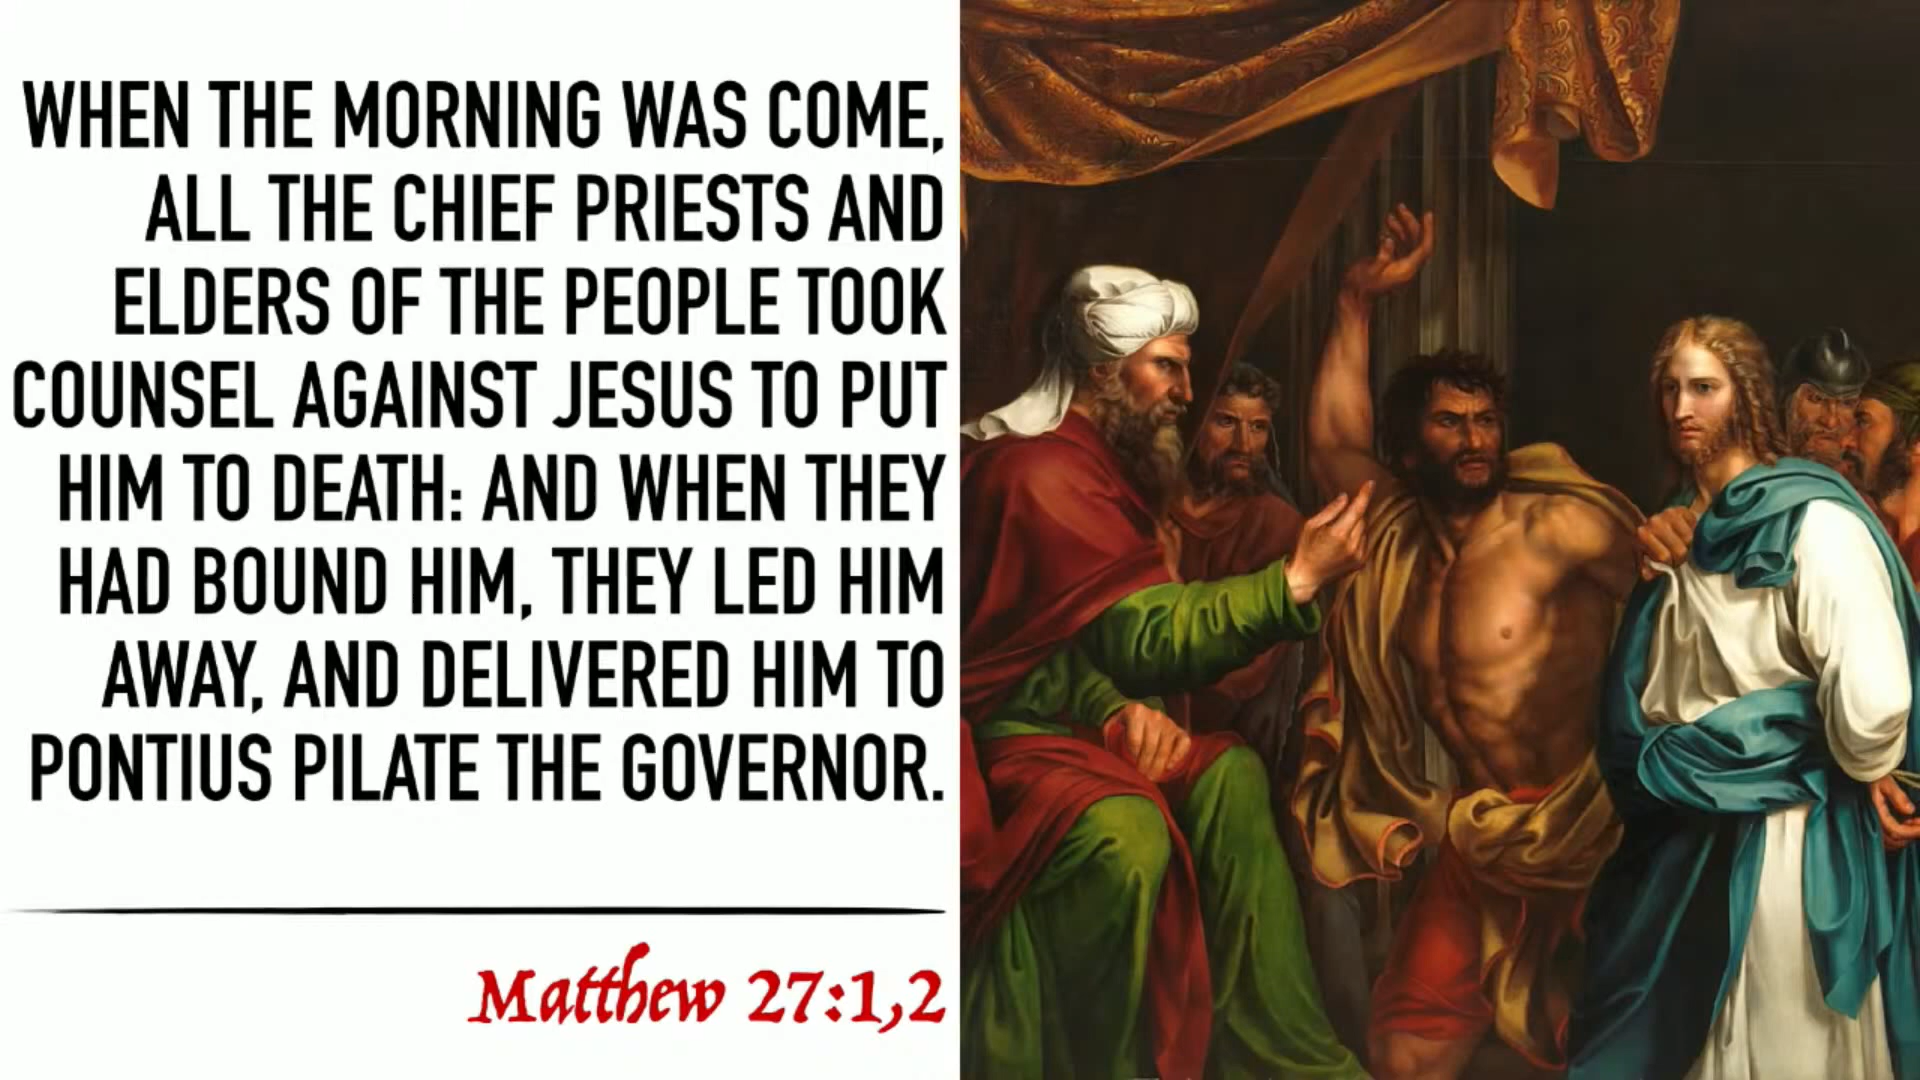 WHEN THE MORNING WAS COME,
ALL THE CHIEF PRIESTS AND
ELDERS OF THE PEOPLE TOOK
COUNSEL AGAINST JESUS TO PUT
HIM TO DEATH: AND WHEN THEY
HAD BOUND HIM, THEY LED HIM
AWAY, AND DELIVERED HIM TO
PONTIUS PILATE THE GOVERNOR.
Matthew 27:1,2